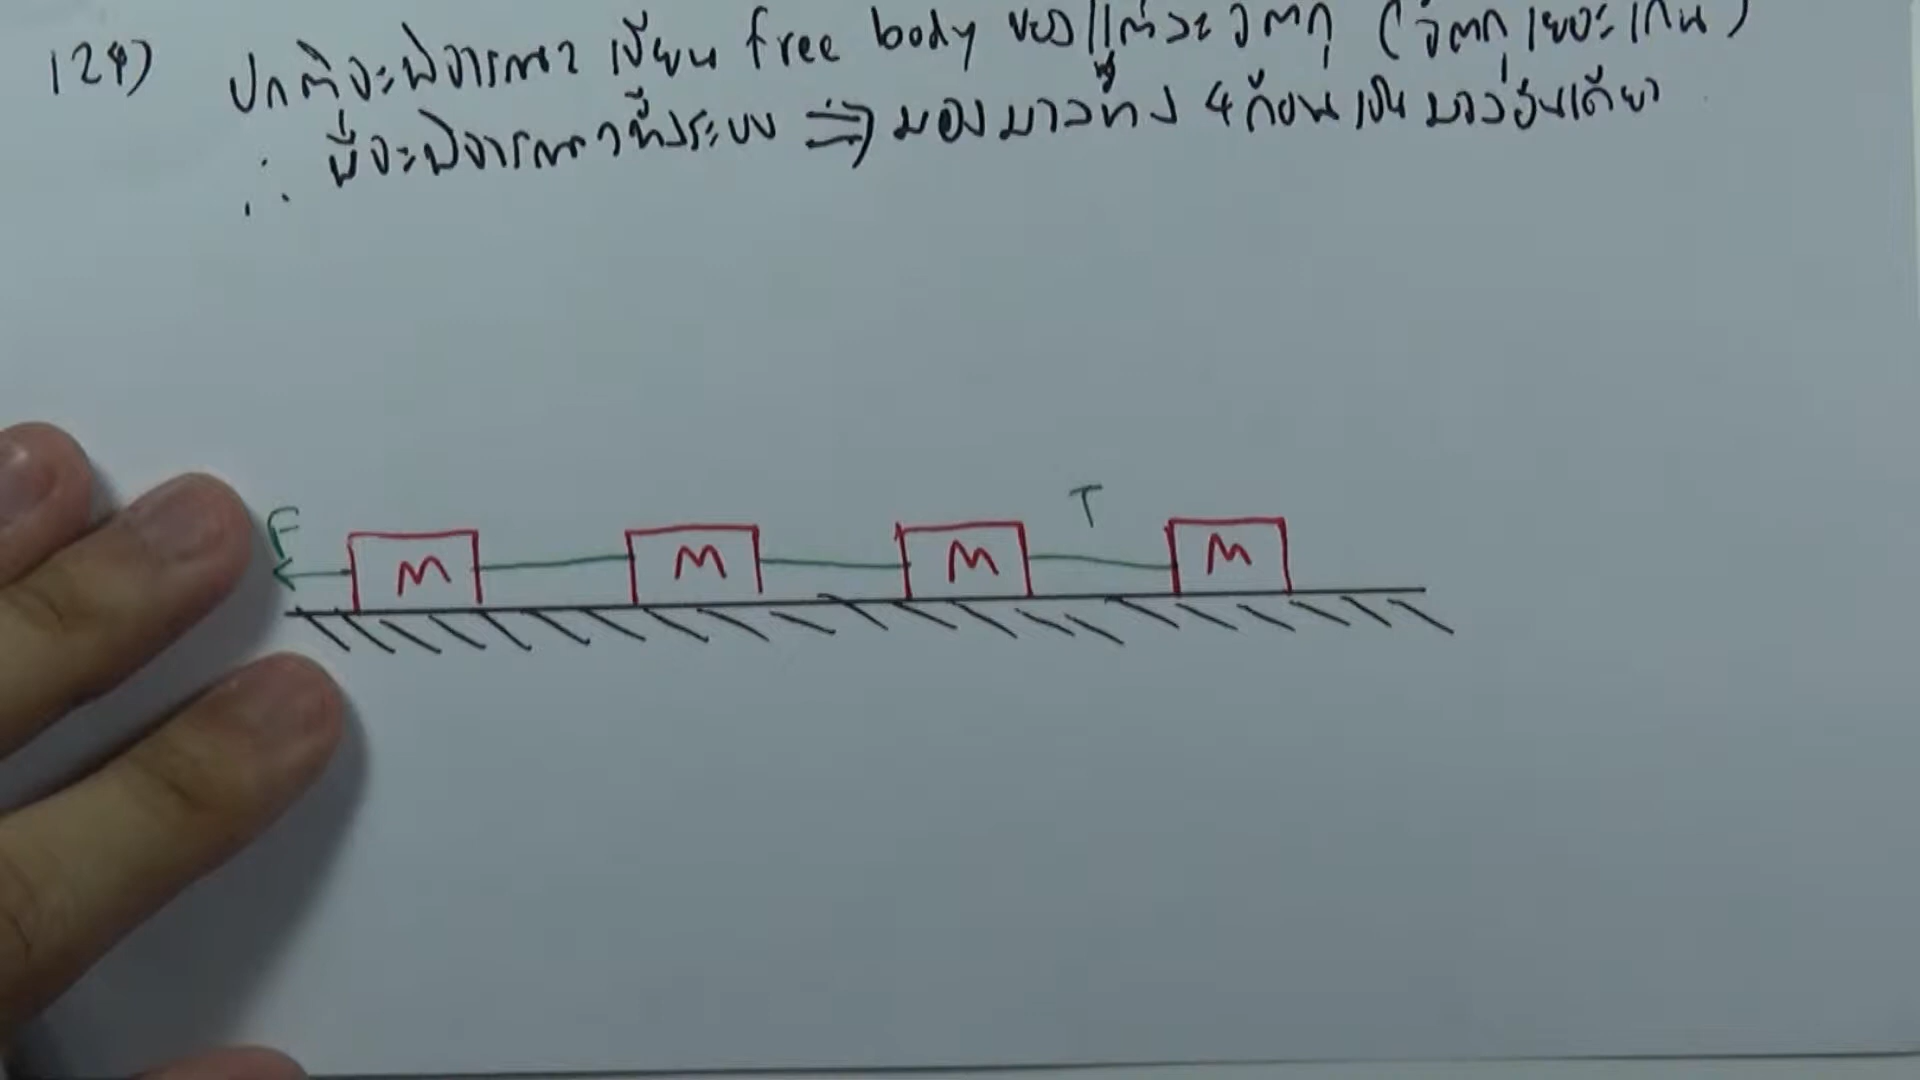 124) ปกติจะพิจารณา เขียน free body ของแต่ละวัตถุ (วัตถุเยอะเกิน)
∴ พี่จะพิจารณาทั้งระบบ ⇒ มองมวลทั้ง 4 ก้อนเป็นมวลอันเดียว
F M M M T M